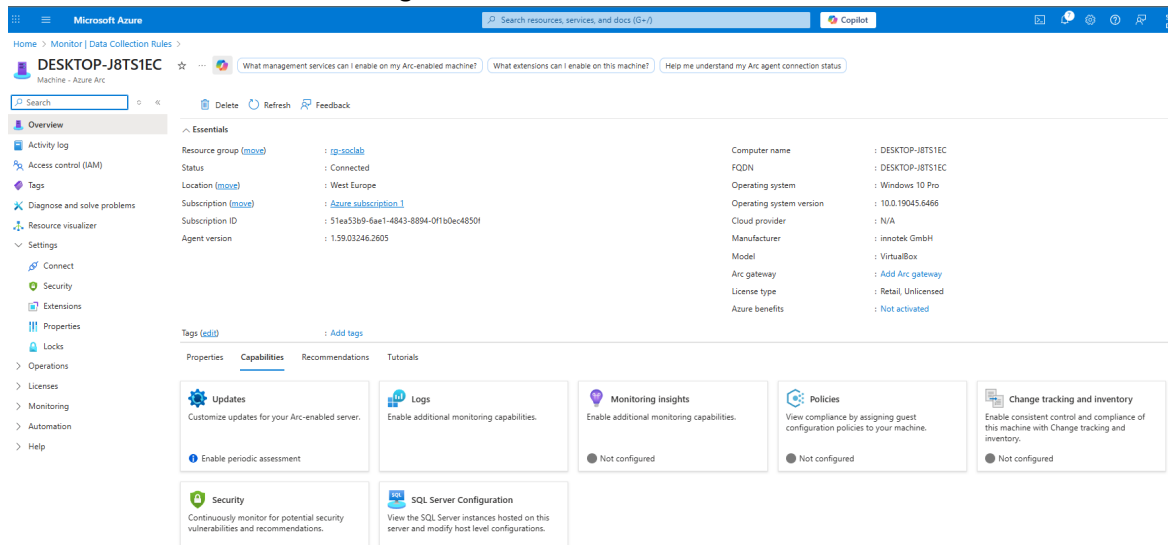 Microsoft Azure
Search resources, services, and docs (G+/)
Copilot
7
Home > Monitor | Data Collection Rules >
DESKTOP-J8TS1EC
Machine - Azure Arc
What management services can I enable on my Arc-enabled machine?
What extensions can I enable on this machine?
Help me understand my Arc agent connection status
Search
Delete
Refresh
Feedback
Overview
Activity log
Access control (IAM)
Tags
Diagnose and solve problems
Resource visualizer
Settings
Connect
Security
Extensions
Properties
Locks
Operations
Licenses
Monitoring
Automation
Help
Essentials
Resource group (move) : rg-soclab
Status : Connected
Location (move) : West Europe
Subscription (move) : Azure subscription 1
Subscription ID : 51ea53b9-6ae1-4843-8894-0f1b0ec4850f
Agent version : 1.59.03246.2605
Computer name : DESKTOP-J8TS1EC
FQDN : DESKTOP-J8TS1EC
Operating system : Windows 10 Pro
Operating system version : 10.0.19045.6466
Cloud provider : N/A
Manufacturer : innotek GmbH
Model : VirtualBox
Arc gateway : Add Arc gateway
License type : Retail, Unlicensed
Azure benefits : Not activated
Tags (edit) : Add tags
Properties
Capabilities
Recommendations
Tutorials
Updates
Customize updates for your Arc-enabled server.
Enable periodic assessment
Logs
Enable additional monitoring capabilities.
Monitoring insights
Enable additional monitoring capabilities.
Not configured
Policies
View compliance by assigning guest
configuration policies to your machine.
Not configured
Change tracking and inventory
Enable consistent control and compliance of
this machine with Change tracking and
inventory.
Not configured
Security
Continuously monitor for potential security
vulnerabilities and recommendations.
SQL
SQL Server Configuration
View the SQL Server instances hosted on this
server and modify host level configurations.